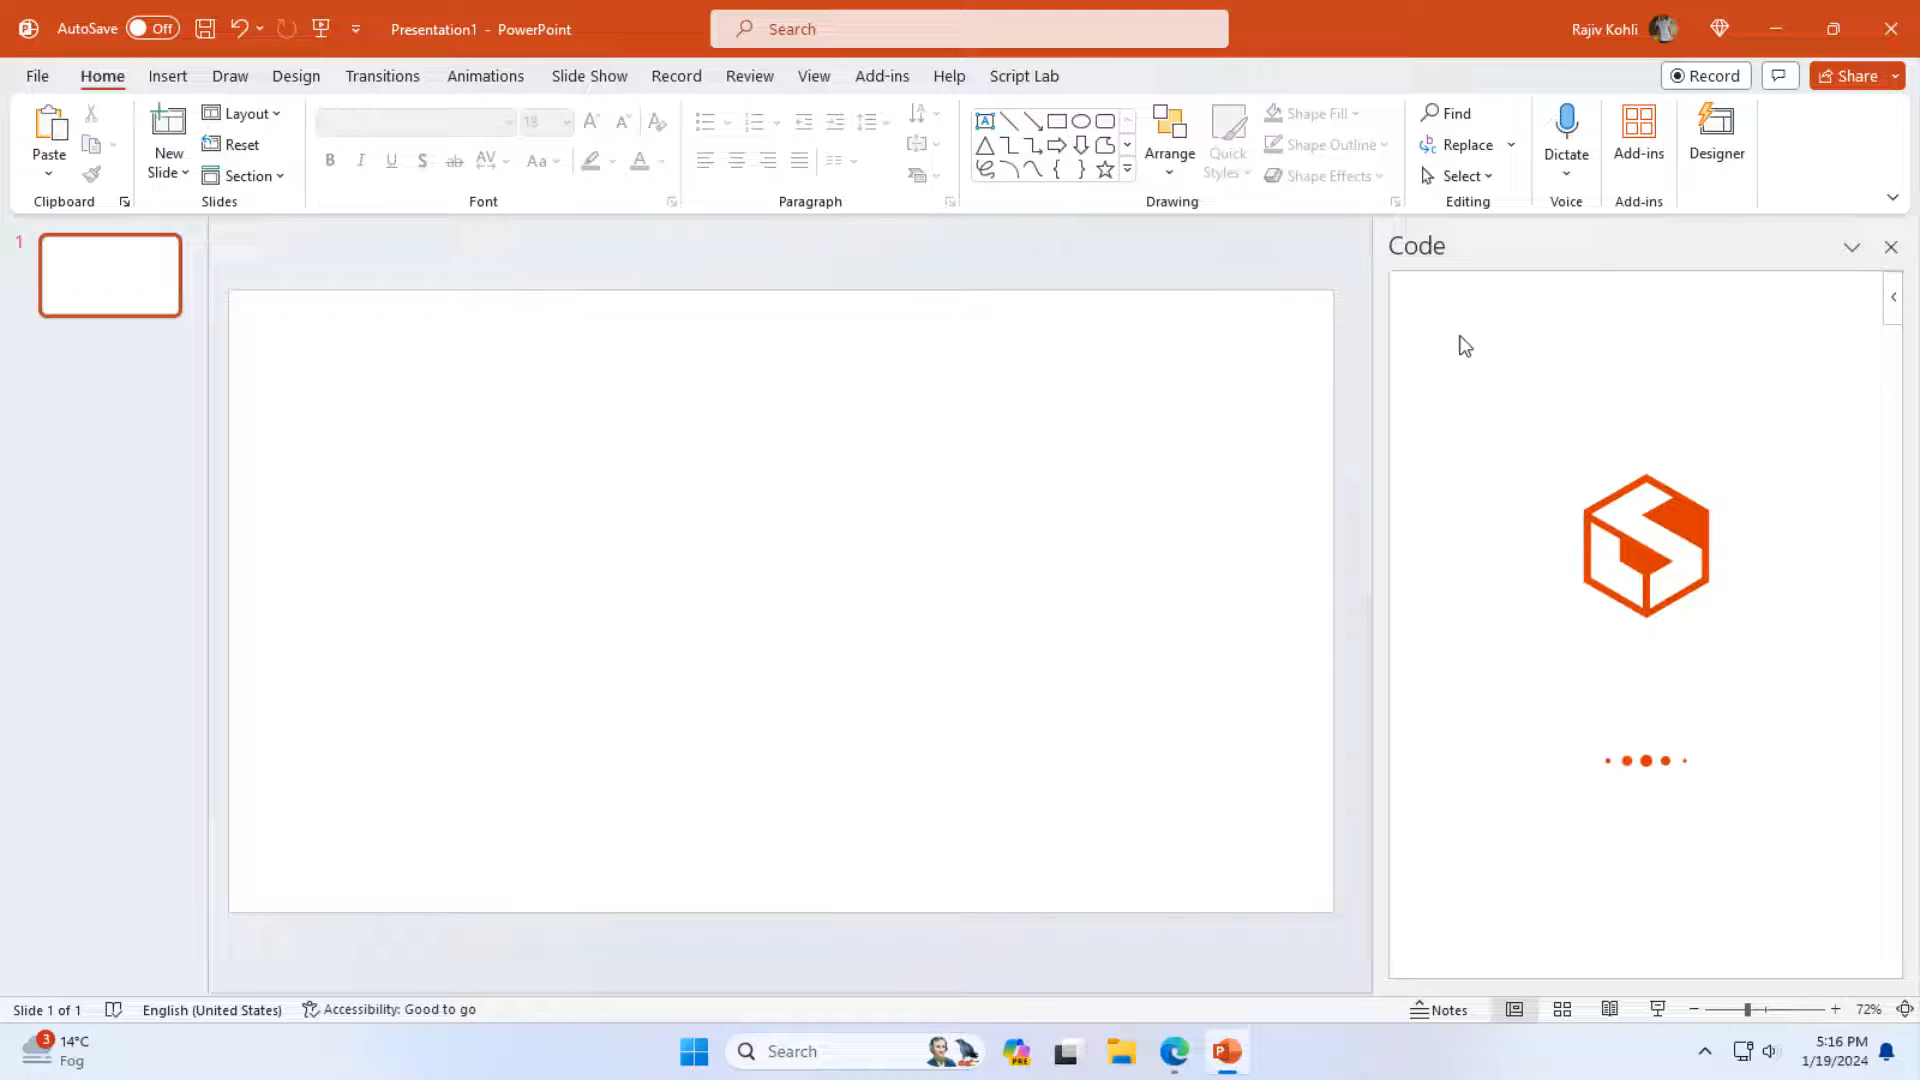 AutoSave Off Presentation1 - PowerPoint Search Rajiv Kohli
File Home Insert Draw Design Transitions Animations Slide Show Record Review View Add-ins Help Script Lab Record Share
Paste
Clipboard
New
Slide
Layout
Reset
Section
Slides
18
Aa
Font
Paragraph
Arrange
Quick
Styles
Shape Fill
Shape Outline
Shape Effects
Drawing
Find
Replace
Select
Editing
Dictate
Voice
Add-ins
Add-ins
Designer
1
Code
Slide 1 of 1 English (United States) Accessibility: Good to go Notes 72%
3
14°C
Fog
Search
PRE
5:16 PM
1/19/2024